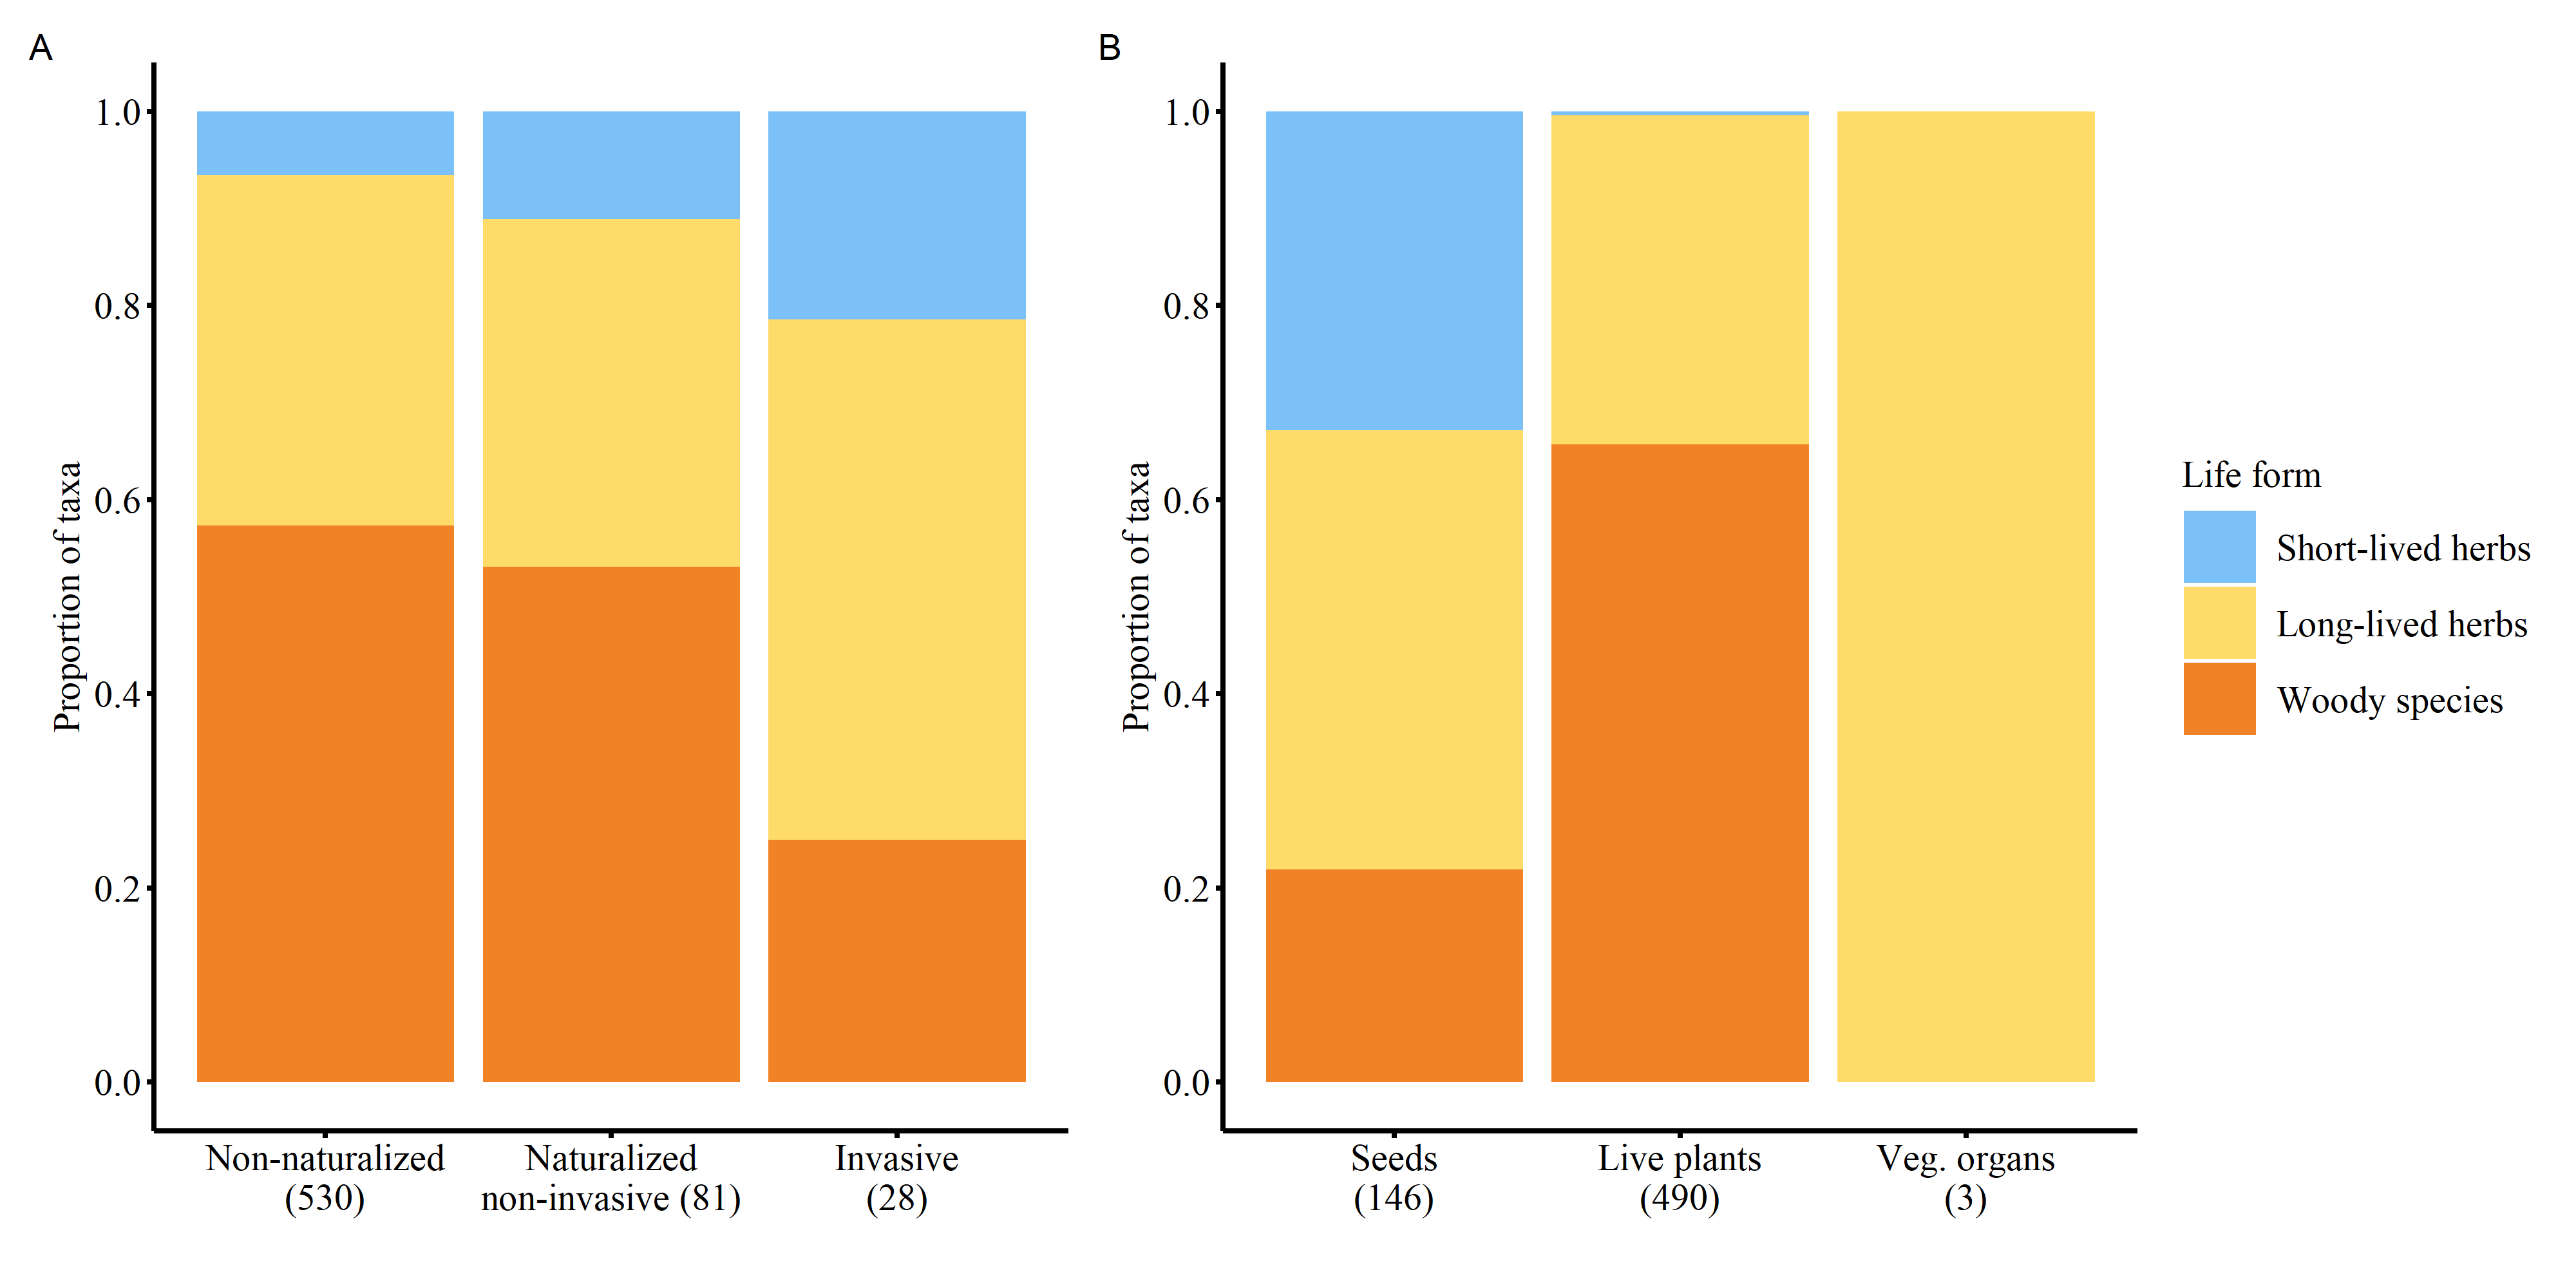 A
Proportion of taxa
1.0
0.8
0.6
0.4
0.2
0.0
Non-naturalized
(530)
Naturalized
non-invasive (81)
Invasive
(28)
B
Proportion of taxa
1.0
0.8
0.6
0.4
0.2
0.0
Seeds
(146)
Live plants
(490)
Veg. organs
(3)
Life form
Short-lived herbs
Long-lived herbs
Woody species